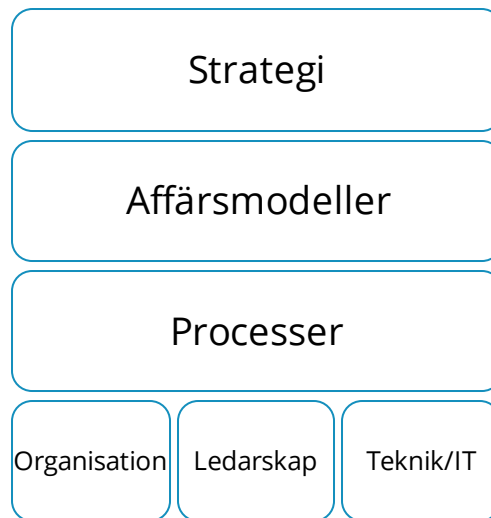 Strategi
Affärsmodeller
Processer
Organisation
Ledarskap
Teknik/IT